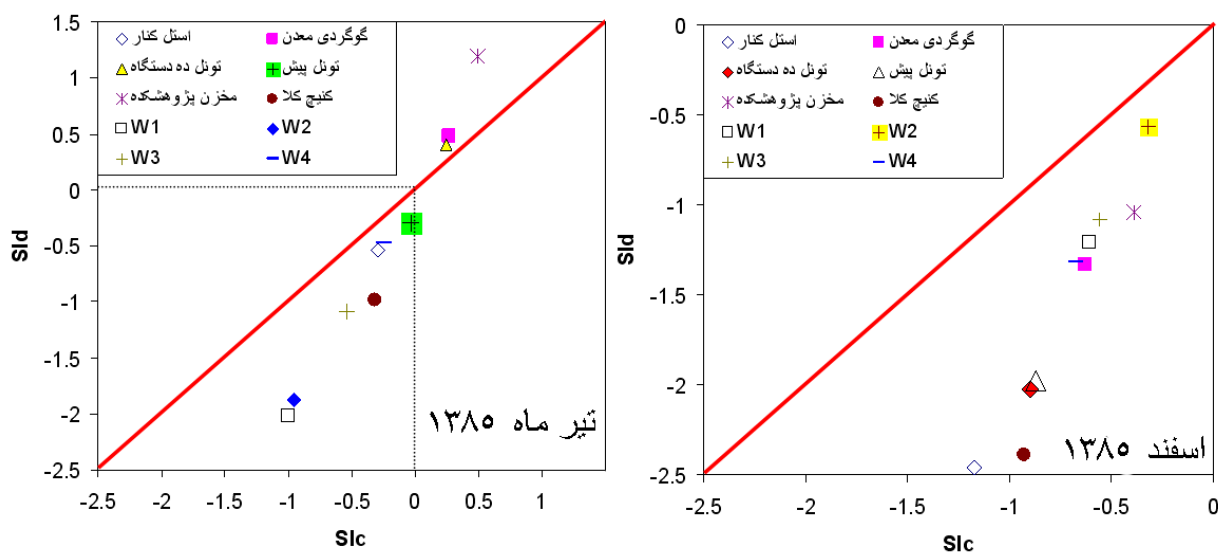 1.5
1
0.5
0
-0.5
-1
-1.5
-2
-2.5
SId
استل کنار
گوگردی معدن
تونل ده دستگاه
تونل پیش
مخزن پژوهشکده
کنیچ کلا
W1
W2
W3
W4
تیر ماه ۱۳۸۵
-2.5
-2
-1.5
-1
-0.5
0
0.5
1
SIc
-0
-0.5
-1
-1.5
-2
-2.5
SId
استل کنار
گوگردی معدن
تونل ده دستگاه
تونل پیش
مخزن پژوهشکده
کنیچ کلا
W1
W2
W3
W4
اسفند ۱۳۸۵
-2.5
-2
-1.5
-1
-0.5
0
SIc